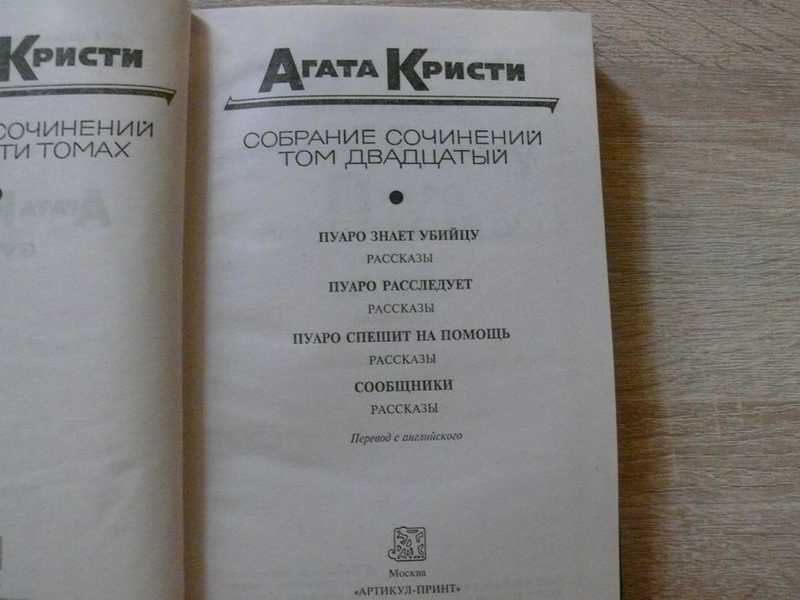 Кристи
СОЧИНЕНИЙ
ТИ ТОМАХ
Агата Кристи
СОБРАНИЕ СОЧИНЕНИЙ
ТОМ ДВАДЦАТЫЙ
ПУАРО ЗНАЕТ УБИЙЦУ
РАССКАЗЫ
ПУАРО РАССЛЕДУЕТ
РАССКАЗЫ
ПУАРО СПЕШИТ НА ПОМОЩЬ
РАССКАЗЫ
СООБЩНИКИ
РАССКАЗЫ
Перевод с английского
Москва
«АРТИКУЛ-ПРИНТ»